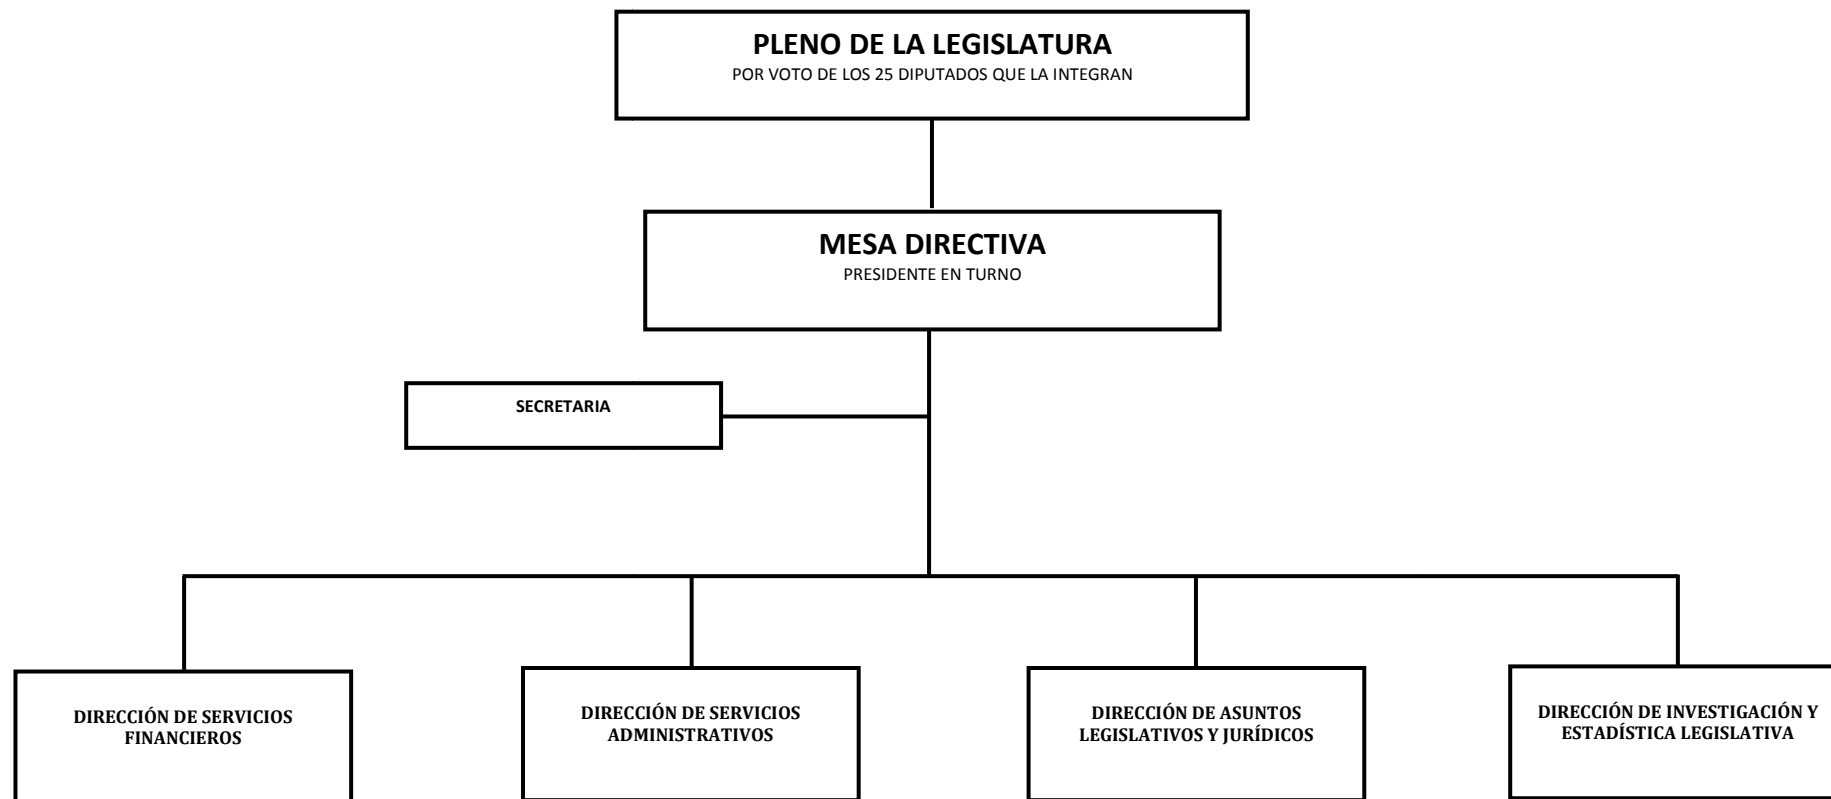 PLENO DE LA LEGISLATURA
POR VOTO DE LOS 25 DIPUTADOS QUE LA INTEGRAN
MESA DIRECTIVA
PRESIDENTE EN TURNO
SECRETARIA
DIRECCIÓN DE SERVICIOS
FINANCIEROS
DIRECCIÓN DE SERVICIOS
ADMINISTRATIVOS
DIRECCIÓN DE ASUNTOS
LEGISLATIVOS Y JURÍDICOS
DIRECCIÓN DE INVESTIGACIÓN Y
ESTADÍSTICA LEGISLATIVA